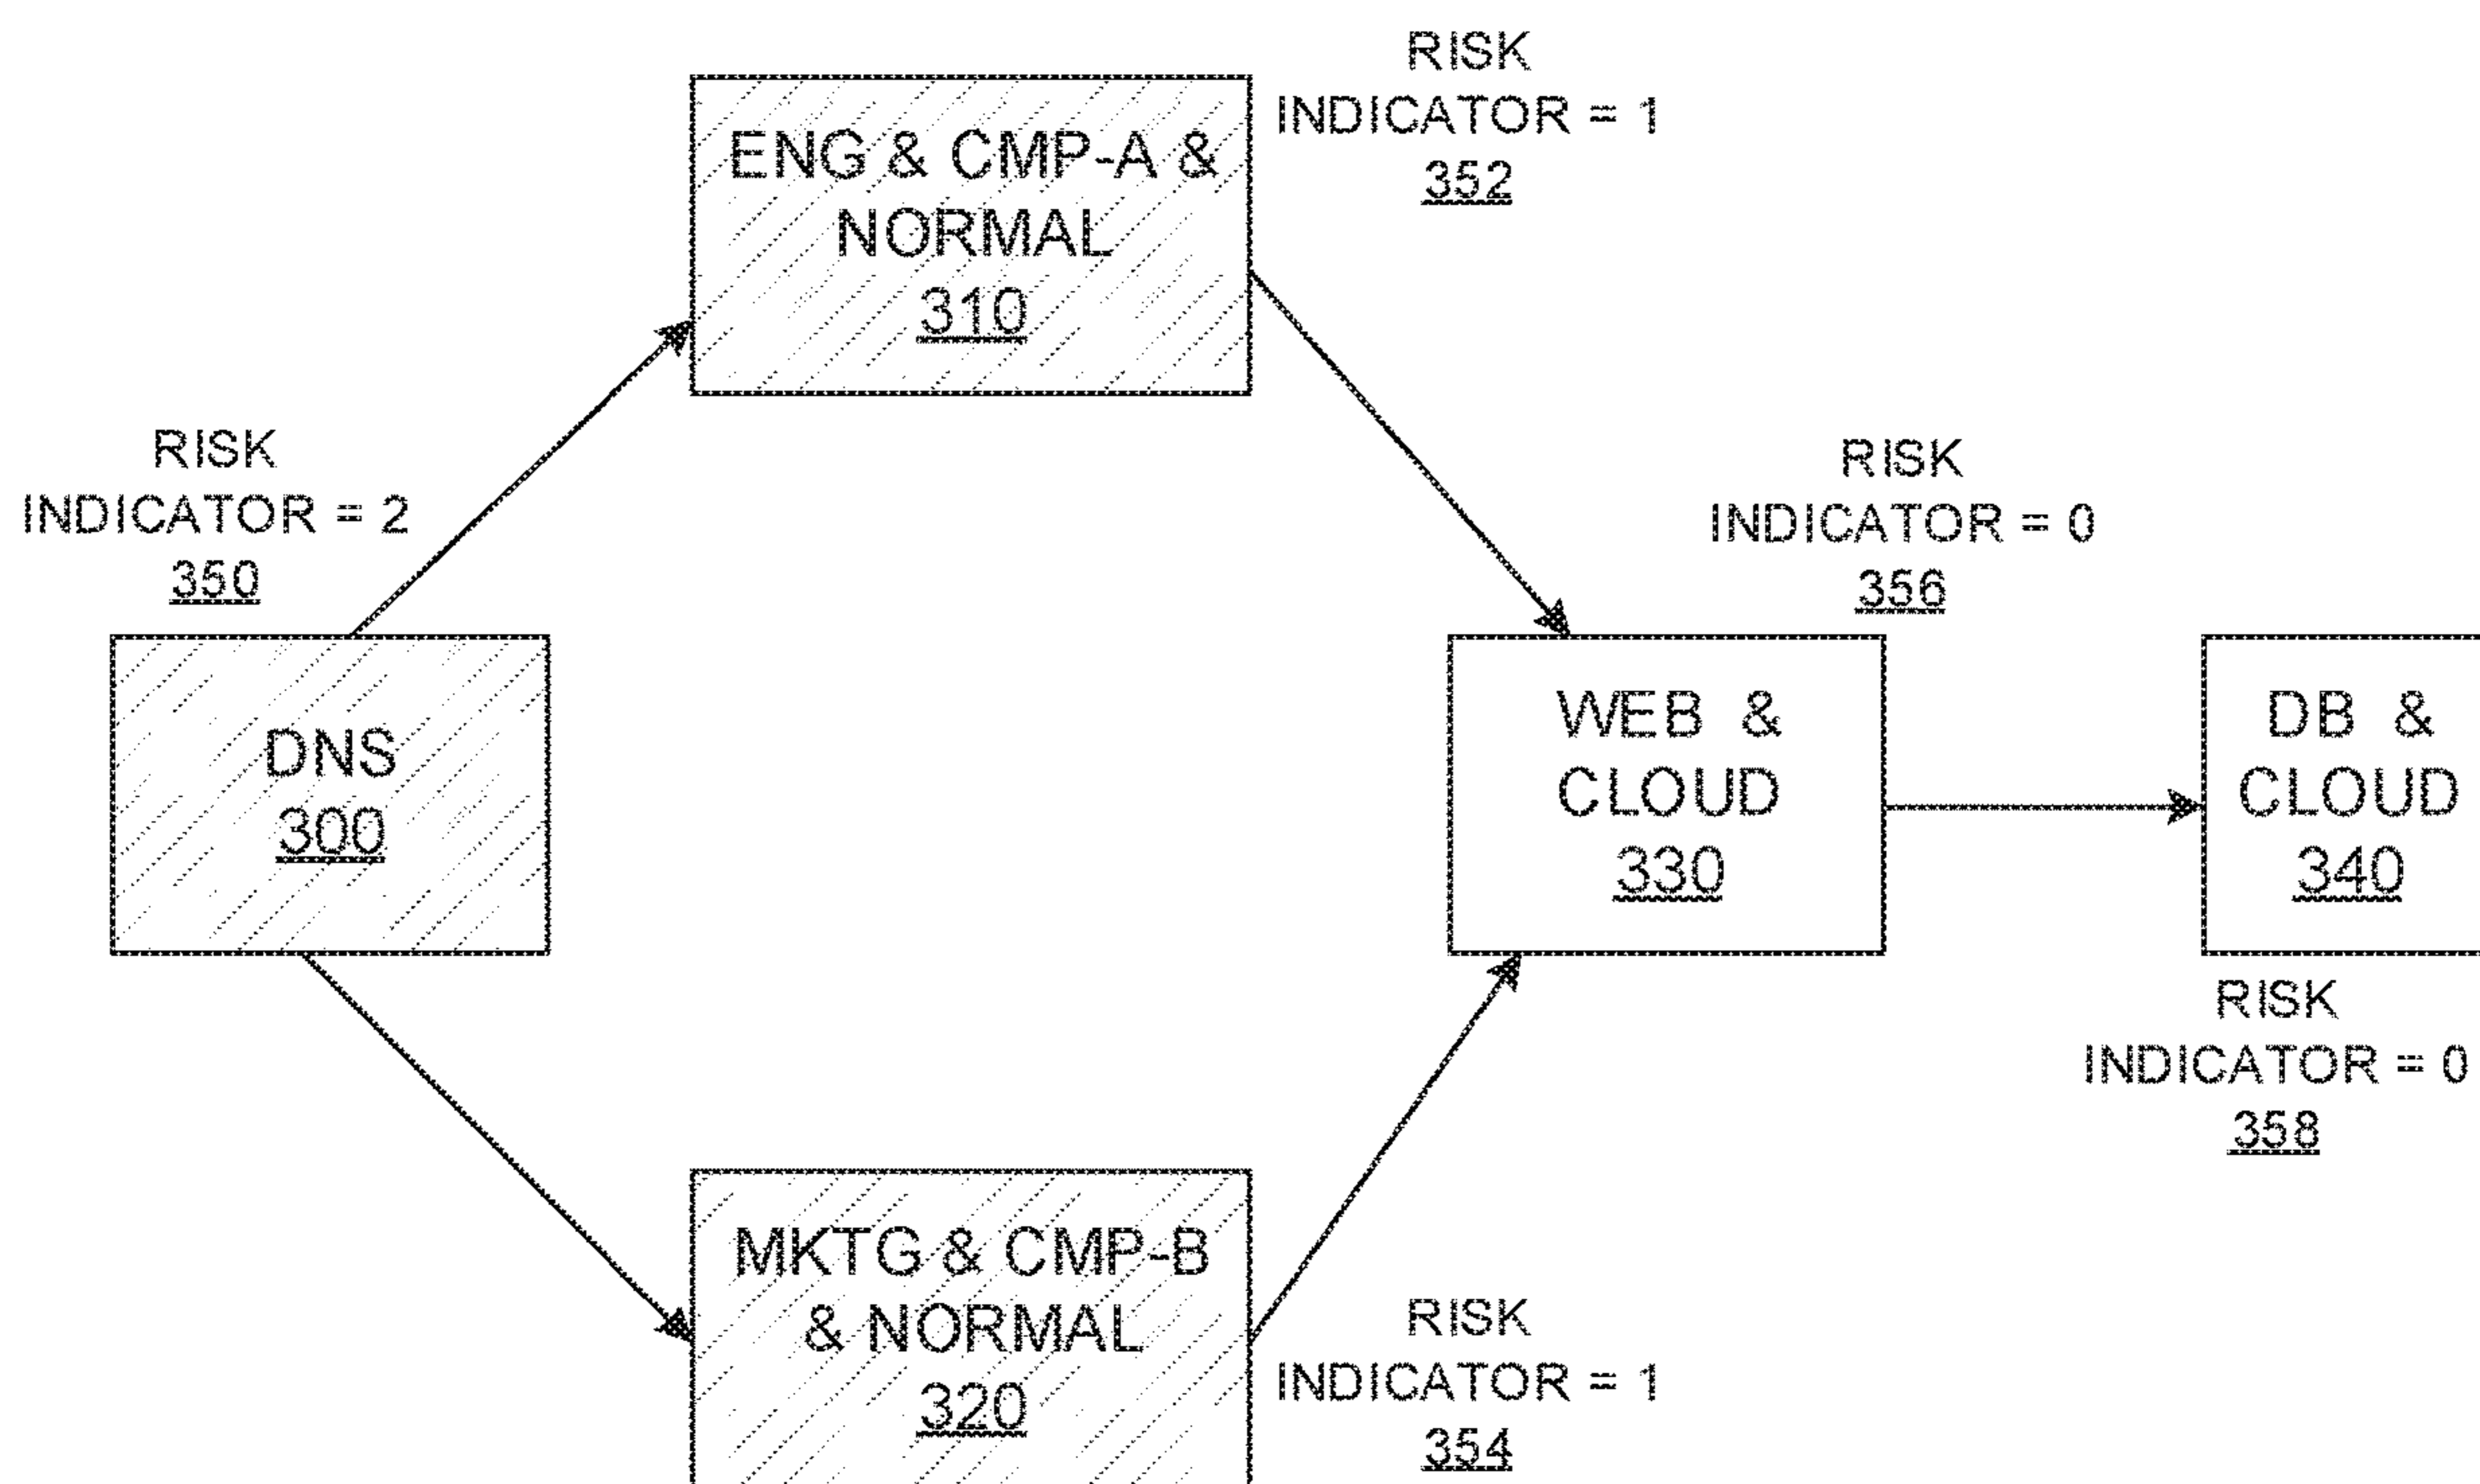 RISK
INDICATOR = 1
352
ENG & CMP-A &
NORMAL
310
RISK
INDICATOR = 2
350
RISK
INDICATOR = 0
356
DNS
300
WEB &
CLOUD
330
DB &
CLOUD
340
RISK
INDICATOR = 0
358
MKTG & CMP-B
& NORMAL
320
RISK
INDICATOR = 1
354